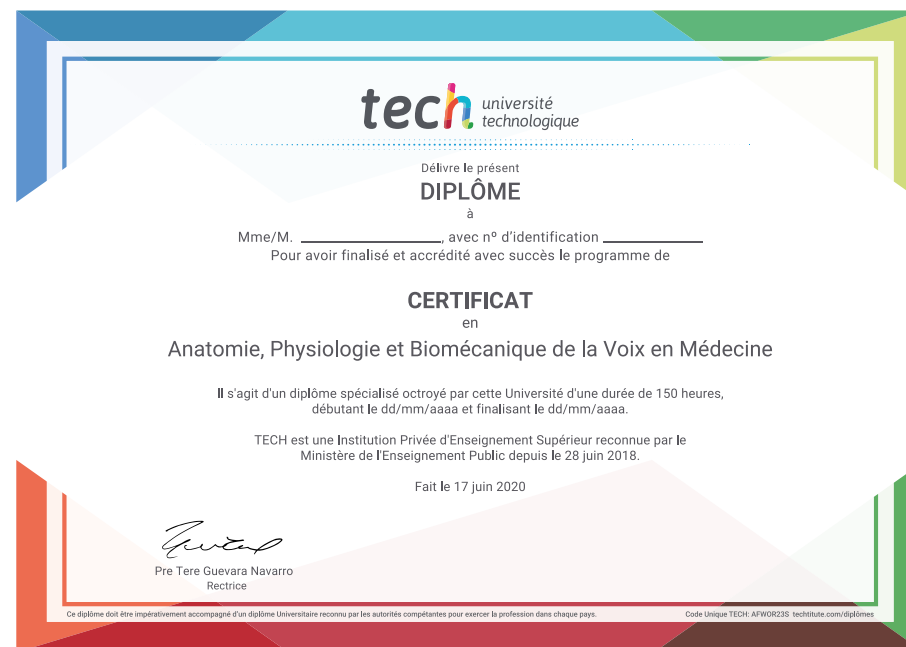 tech université
technologique
Délivre le présent
DIPLÔME
à
Mme/M. ____________________, avec nº d'identification ______________
Pour avoir finalisé et accrédité avec succès le programme de
CERTIFICAT
en
Anatomie, Physiologie et Biomécanique de la Voix en Médecine
Il s'agit d'un diplôme spécialisé octroyé par cette Université d'une durée de 150 heures,
débutant le dd/mm/aaaa et finalisant le dd/mm/aaaa.
TECH est une Institution Privée d'Enseignement Supérieur reconnue par le
Ministère de l'Enseignement Public depuis le 28 juin 2018.
Fait le 17 juin 2020
Pre Tere Guevara Navarro
Rectrice
Ce diplôme doit être impérativement accompagné d'un diplôme Universitaire reconnu par les autorités compétantes pour exercer la profession dans chaque pays.
Code Unique TECH: AFWOR23S techtitute.com/diplômes